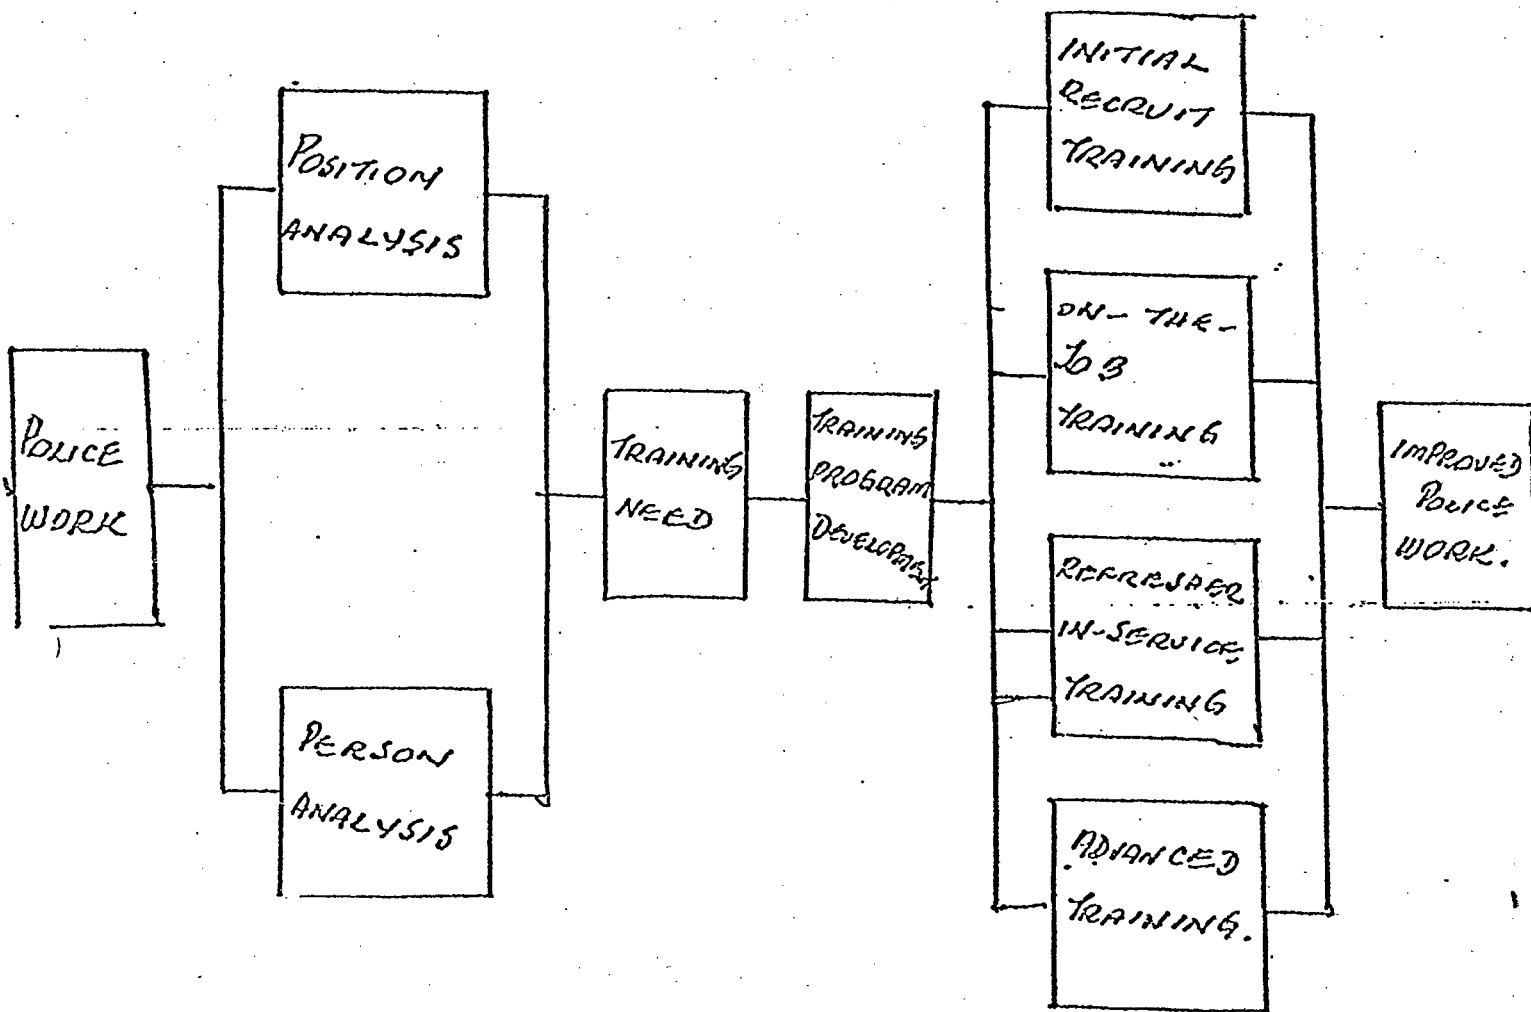 POLICE
WORK
POSITION
ANALYSIS
PERSON
ANALYSIS
TRAINING
NEED
TRAINING
PROGRAM
DEVELOPMENT
INITIAL
RECRUIT
TRAINING
ON-THE-
JOB
TRAINING
REFRESHER
IN-SERVICE
TRAINING
ADVANCED
TRAINING.
IMPROVED
POLICE
WORK.